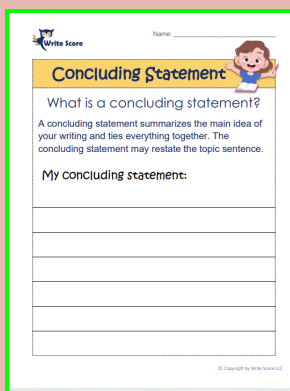 Write Score
Name:
Concluding Statement
What is a concluding statement?
A concluding statement summarizes the main idea of
your writing and ties everything together. The
concluding statement may restate the topic sentence.
My concluding statement:
© Copyright by Write Score LLC